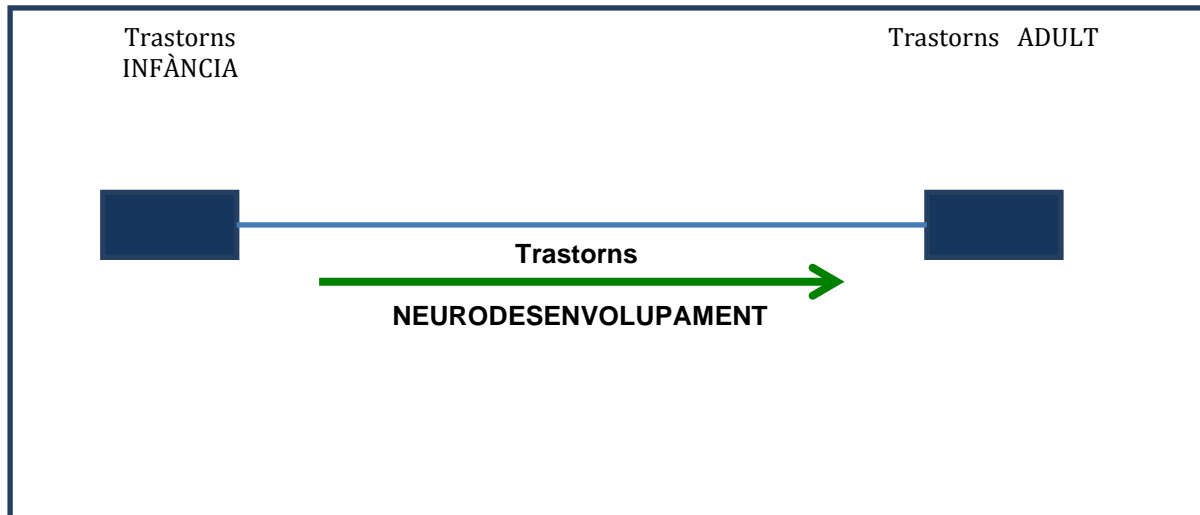 Trastorns
INFÀNCIA
Trastorns ADULT
Trastorns
NEURODESENVOLUPAMENT